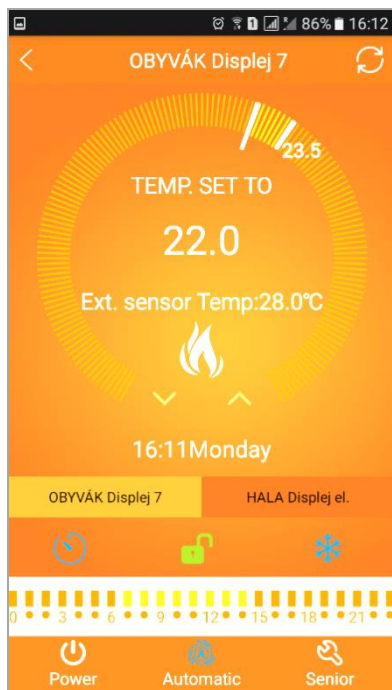 86% 16:12
OBYVÁK Displej 7
23.5
TEMP. SET TO
22.0
Ext. sensor Temp:28.0℃
16:11Monday
OBYVÁK Displej 7 HALA Displej el.
0 3 6 9 12 15 18 21
Power Automatic Senior